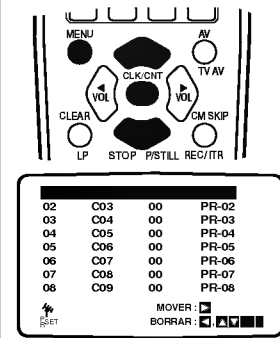 MENU
AV
CLK/CNT
TV AV
VOL
VOL
CLEAR
CM SKIP
LP
STOP
P/STILL
REC/ITR
02 C03 00 PR-02
03 C04 00 PR-03
04 C05 00 PR-04
05 C06 00 PR-05
06 C07 00 PR-06
07 C08 00 PR-07
08 C09 00 PR-08
MOVER :
BORRAR :